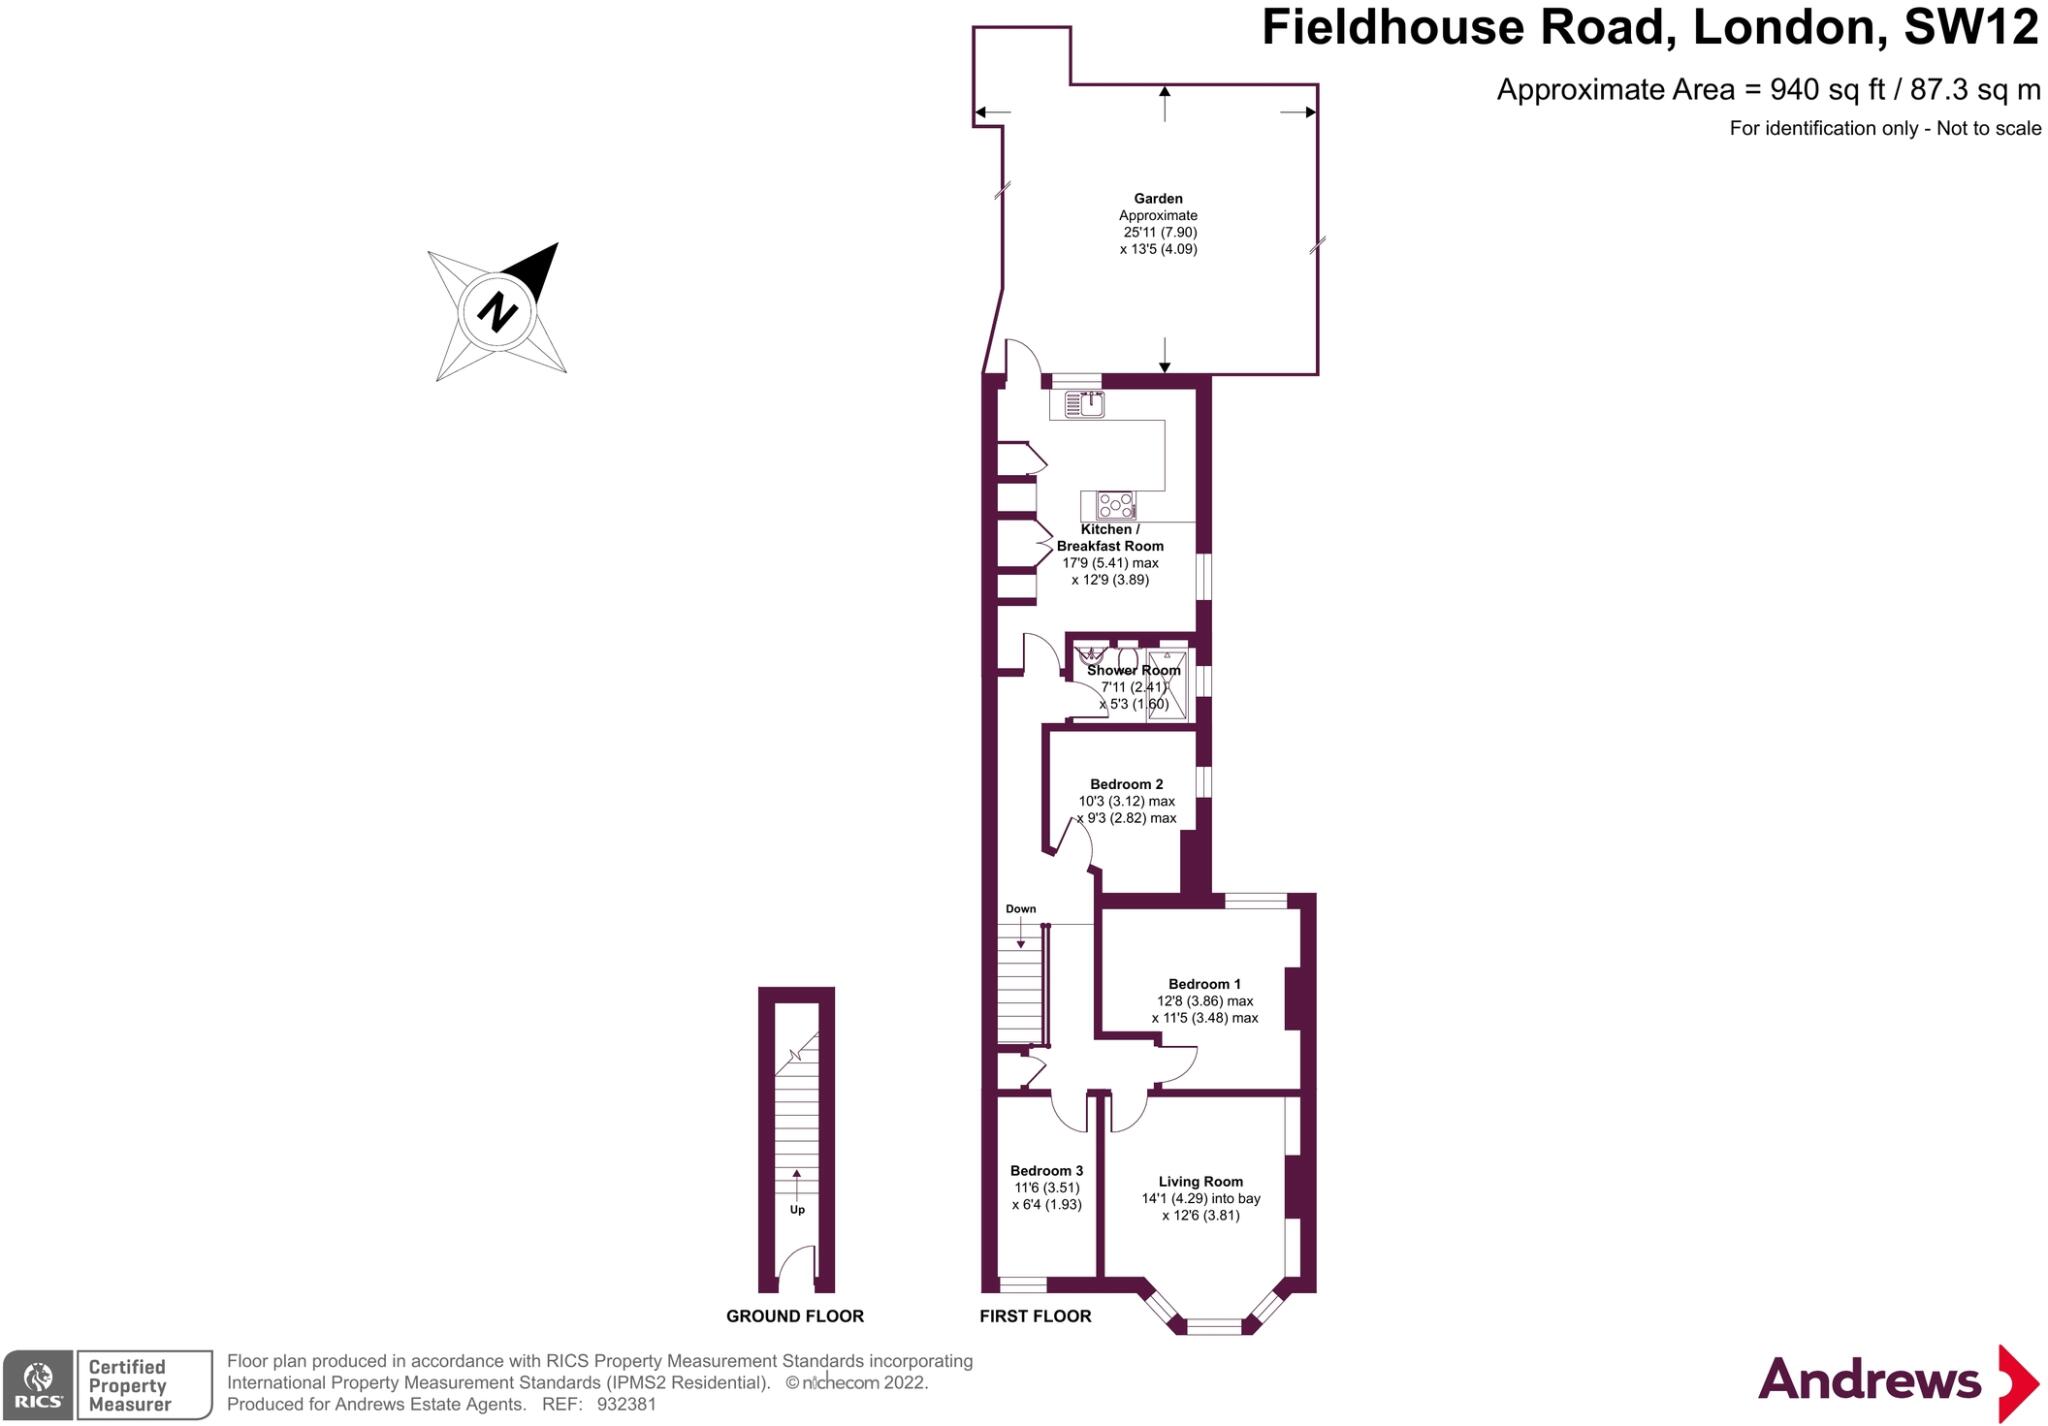 Fieldhouse Road, London, SW12
Approximate Area = 940 sq ft / 87.3 sq m
For identification only - Not to scale
Garden
Approximate
25'11 (7.90)
x 13'5 (4.09)
N
Kitchen /
Breakfast Room
17'9 (5.41) max
x 12'9 (3.89)
Shower Room
7'11 (2.41)
x 5'3 (1.60)
Bedroom 2
10'3 (3.12) max
x 9'3 (2.82) max
Down
Bedroom 1
12'8 (3.86) max
x 11'5 (3.48) max
Bedroom 3
11'6 (3.51)
x 6'4 (1.93)
Living Room
14'1 (4.29) into bay
x 12'6 (3.81)
Up
GROUND FLOOR
FIRST FLOOR
RICS
Certified
Property
Measurer
Floor plan produced in accordance with RICS Property Measurement Standards incorporating
International Property Measurement Standards (IPMS2 Residential). © nichecom 2022.
Produced for Andrews Estate Agents. REF: 932381
Andrews